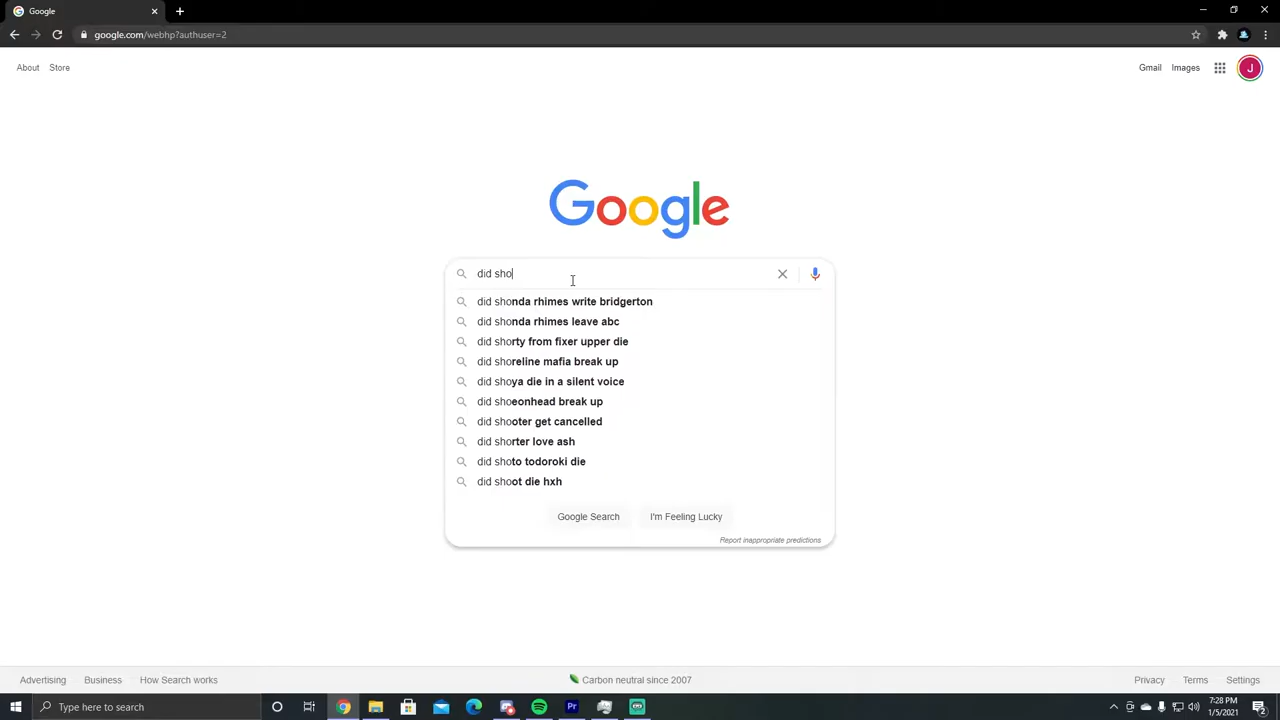 Google
google.com/webhp?authuser=2
About Store
Gmail Images J
Google
did sho
did shonda rhimes write bridgerton
did shonda rhimes leave abc
did shorty from fixer upper die
did shoreline mafia break up
did shoya die in a silent voice
did shoeonhead break up
did shooter get cancelled
did shorter love ash
did shoto todoroki die
did shoot die hxh
Google Search I'm Feeling Lucky
Report inappropriate predictions
Advertising Business How Search works Carbon neutral since 2007 Privacy Terms Settings
Type here to search Pr 7:28 PM
1/5/2021